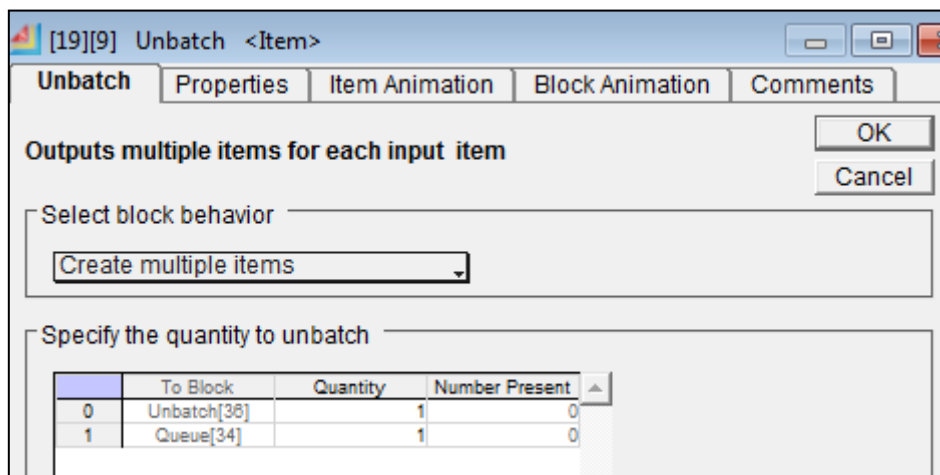 [19][9] Unbatch <Item>
Unbatch Properties Item Animation Block Animation Comments
Outputs multiple items for each input item
OK
Cancel
Select block behavior
Create multiple items
Specify the quantity to unbatch
To Block Quantity Number Present
0 Unbatch[36] 1 0
1 Queue[34] 1 0